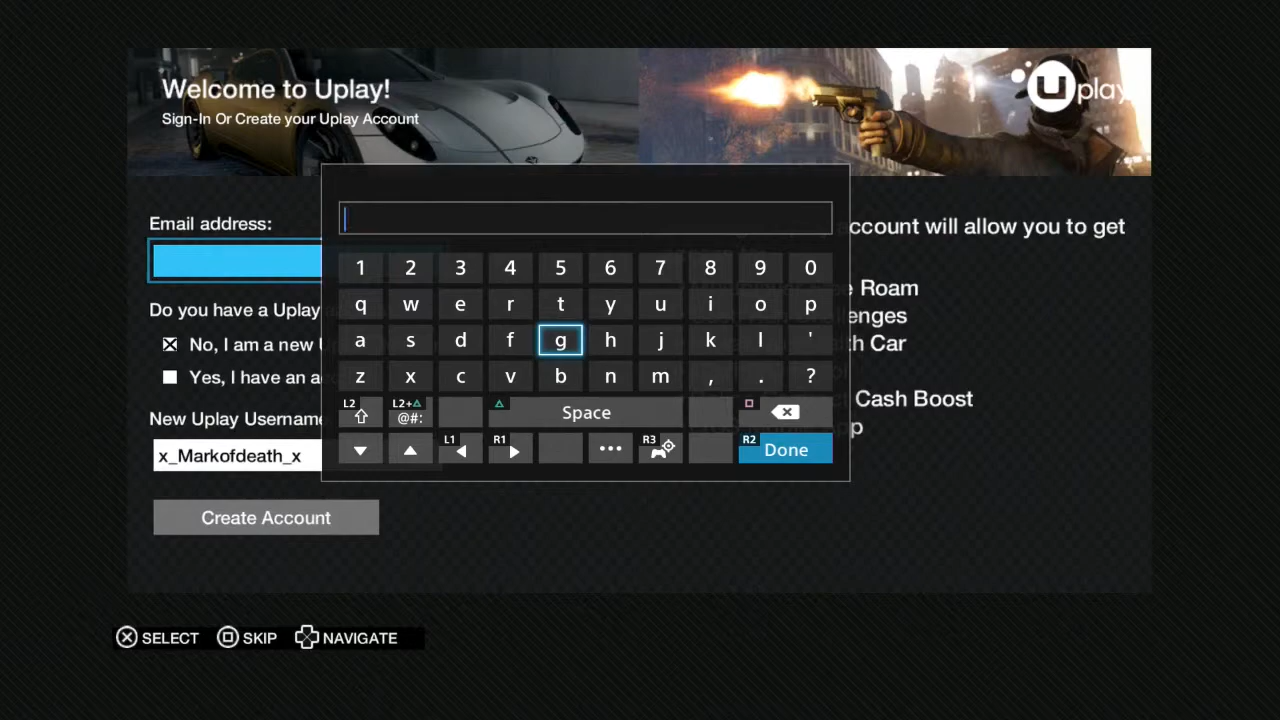 Welcome to Uplay!
Sign-In Or Create your Uplay Account
Uplay
Email address:
ccount will allow you to get
Do you have a Uplay
e Roam
No, I am a new
enges
Yes, I have an a
th Car
New Uplay Username
Cash Boost
x_Markofdeath_x
Create Account
1 2 3 4 5 6 7 8 9 0
q w e r t y u i o p
a s d f g h j k l '
z x c v b n m , . ?
L2 L2+△ @#: △ Space
L1 R1 ... R3 R2 Done
SELECT SKIP NAVIGATE